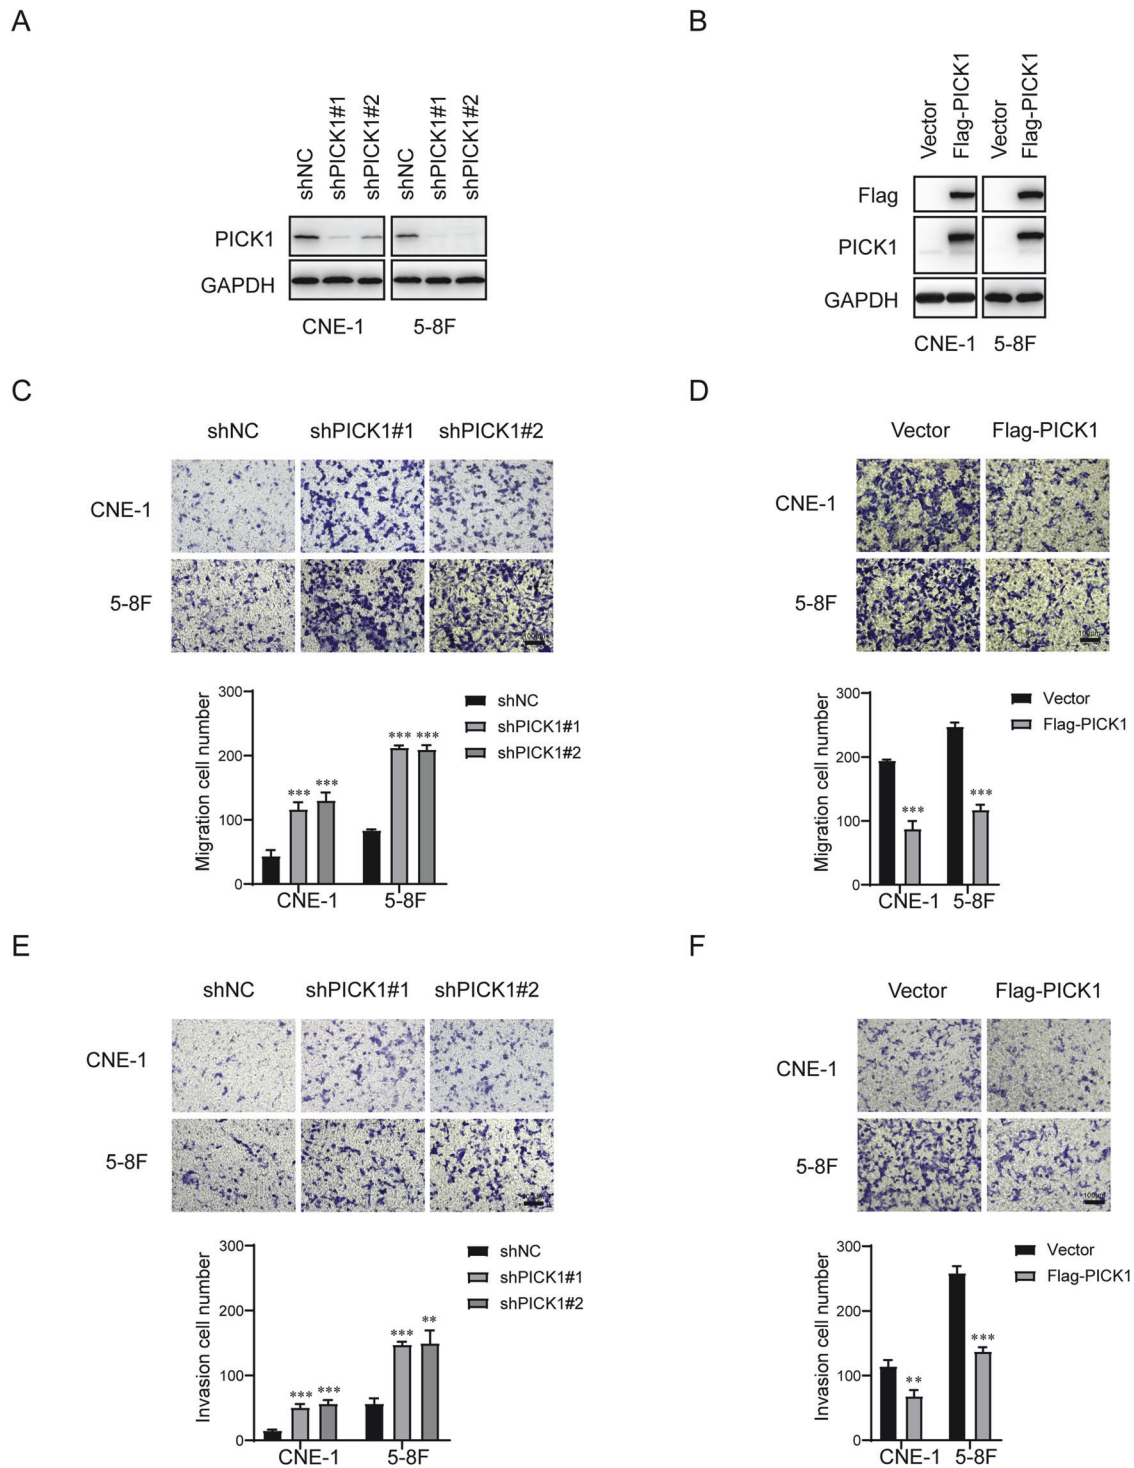 A
B
shNC
shPICK1#1
shPICK1#2
shNC
shPICK1#1
shPICK1#2
PICK1
GAPDH
CNE-1
5-8F
Vector
Flag-PICK1
Vector
Flag-PICK1
Flag
PICK1
GAPDH
CNE-1
5-8F
C
shNC
shPICK1#1
shPICK1#2
CNE-1
5-8F
100μm
300
200
100
0
Migration cell number
***
***
***
***
CNE-1
5-8F
shNC
shPICK1#1
shPICK1#2
D
Vector
Flag-PICK1
CNE-1
5-8F
300
200
100
0
Migration cell number
***
***
CNE-1
5-8F
Vector
Flag-PICK1
E
shNC
shPICK1#1
shPICK1#2
CNE-1
5-8F
300
200
100
0
Invasion cell number
***
***
***
**
CNE-1
5-8F
shNC
shPICK1#1
shPICK1#2
F
Vector
Flag-PICK1
CNE-1
5-8F
100μm
300
200
100
0
Invasion cell number
**
***
CNE-1
5-8F
Vector
Flag-PICK1